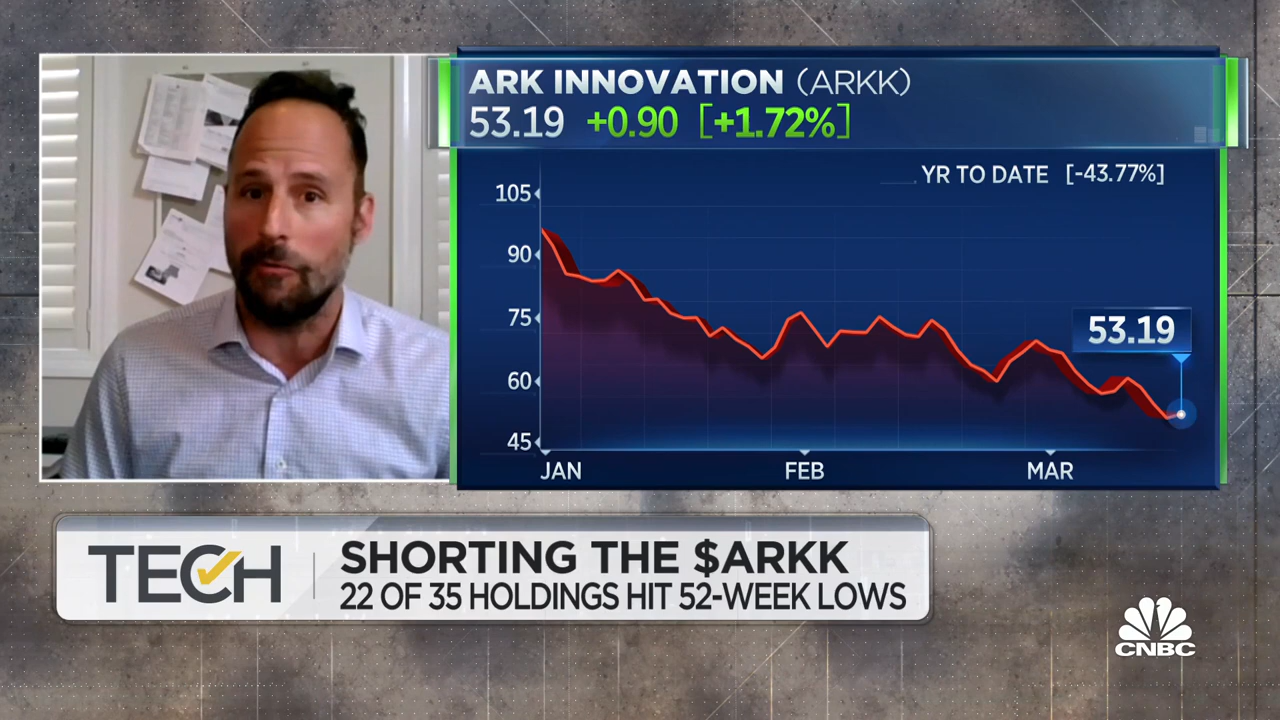 ARK INNOVATION (ARKK)
53.19 +0.90 [+1.72%]
YR TO DATE [-43.77%]
105
90
75
60
45
53.19
JAN FEB MAR
TECH
SHORTING THE $ARKK
22 OF 35 HOLDINGS HIT 52-WEEK LOWS
CNBC